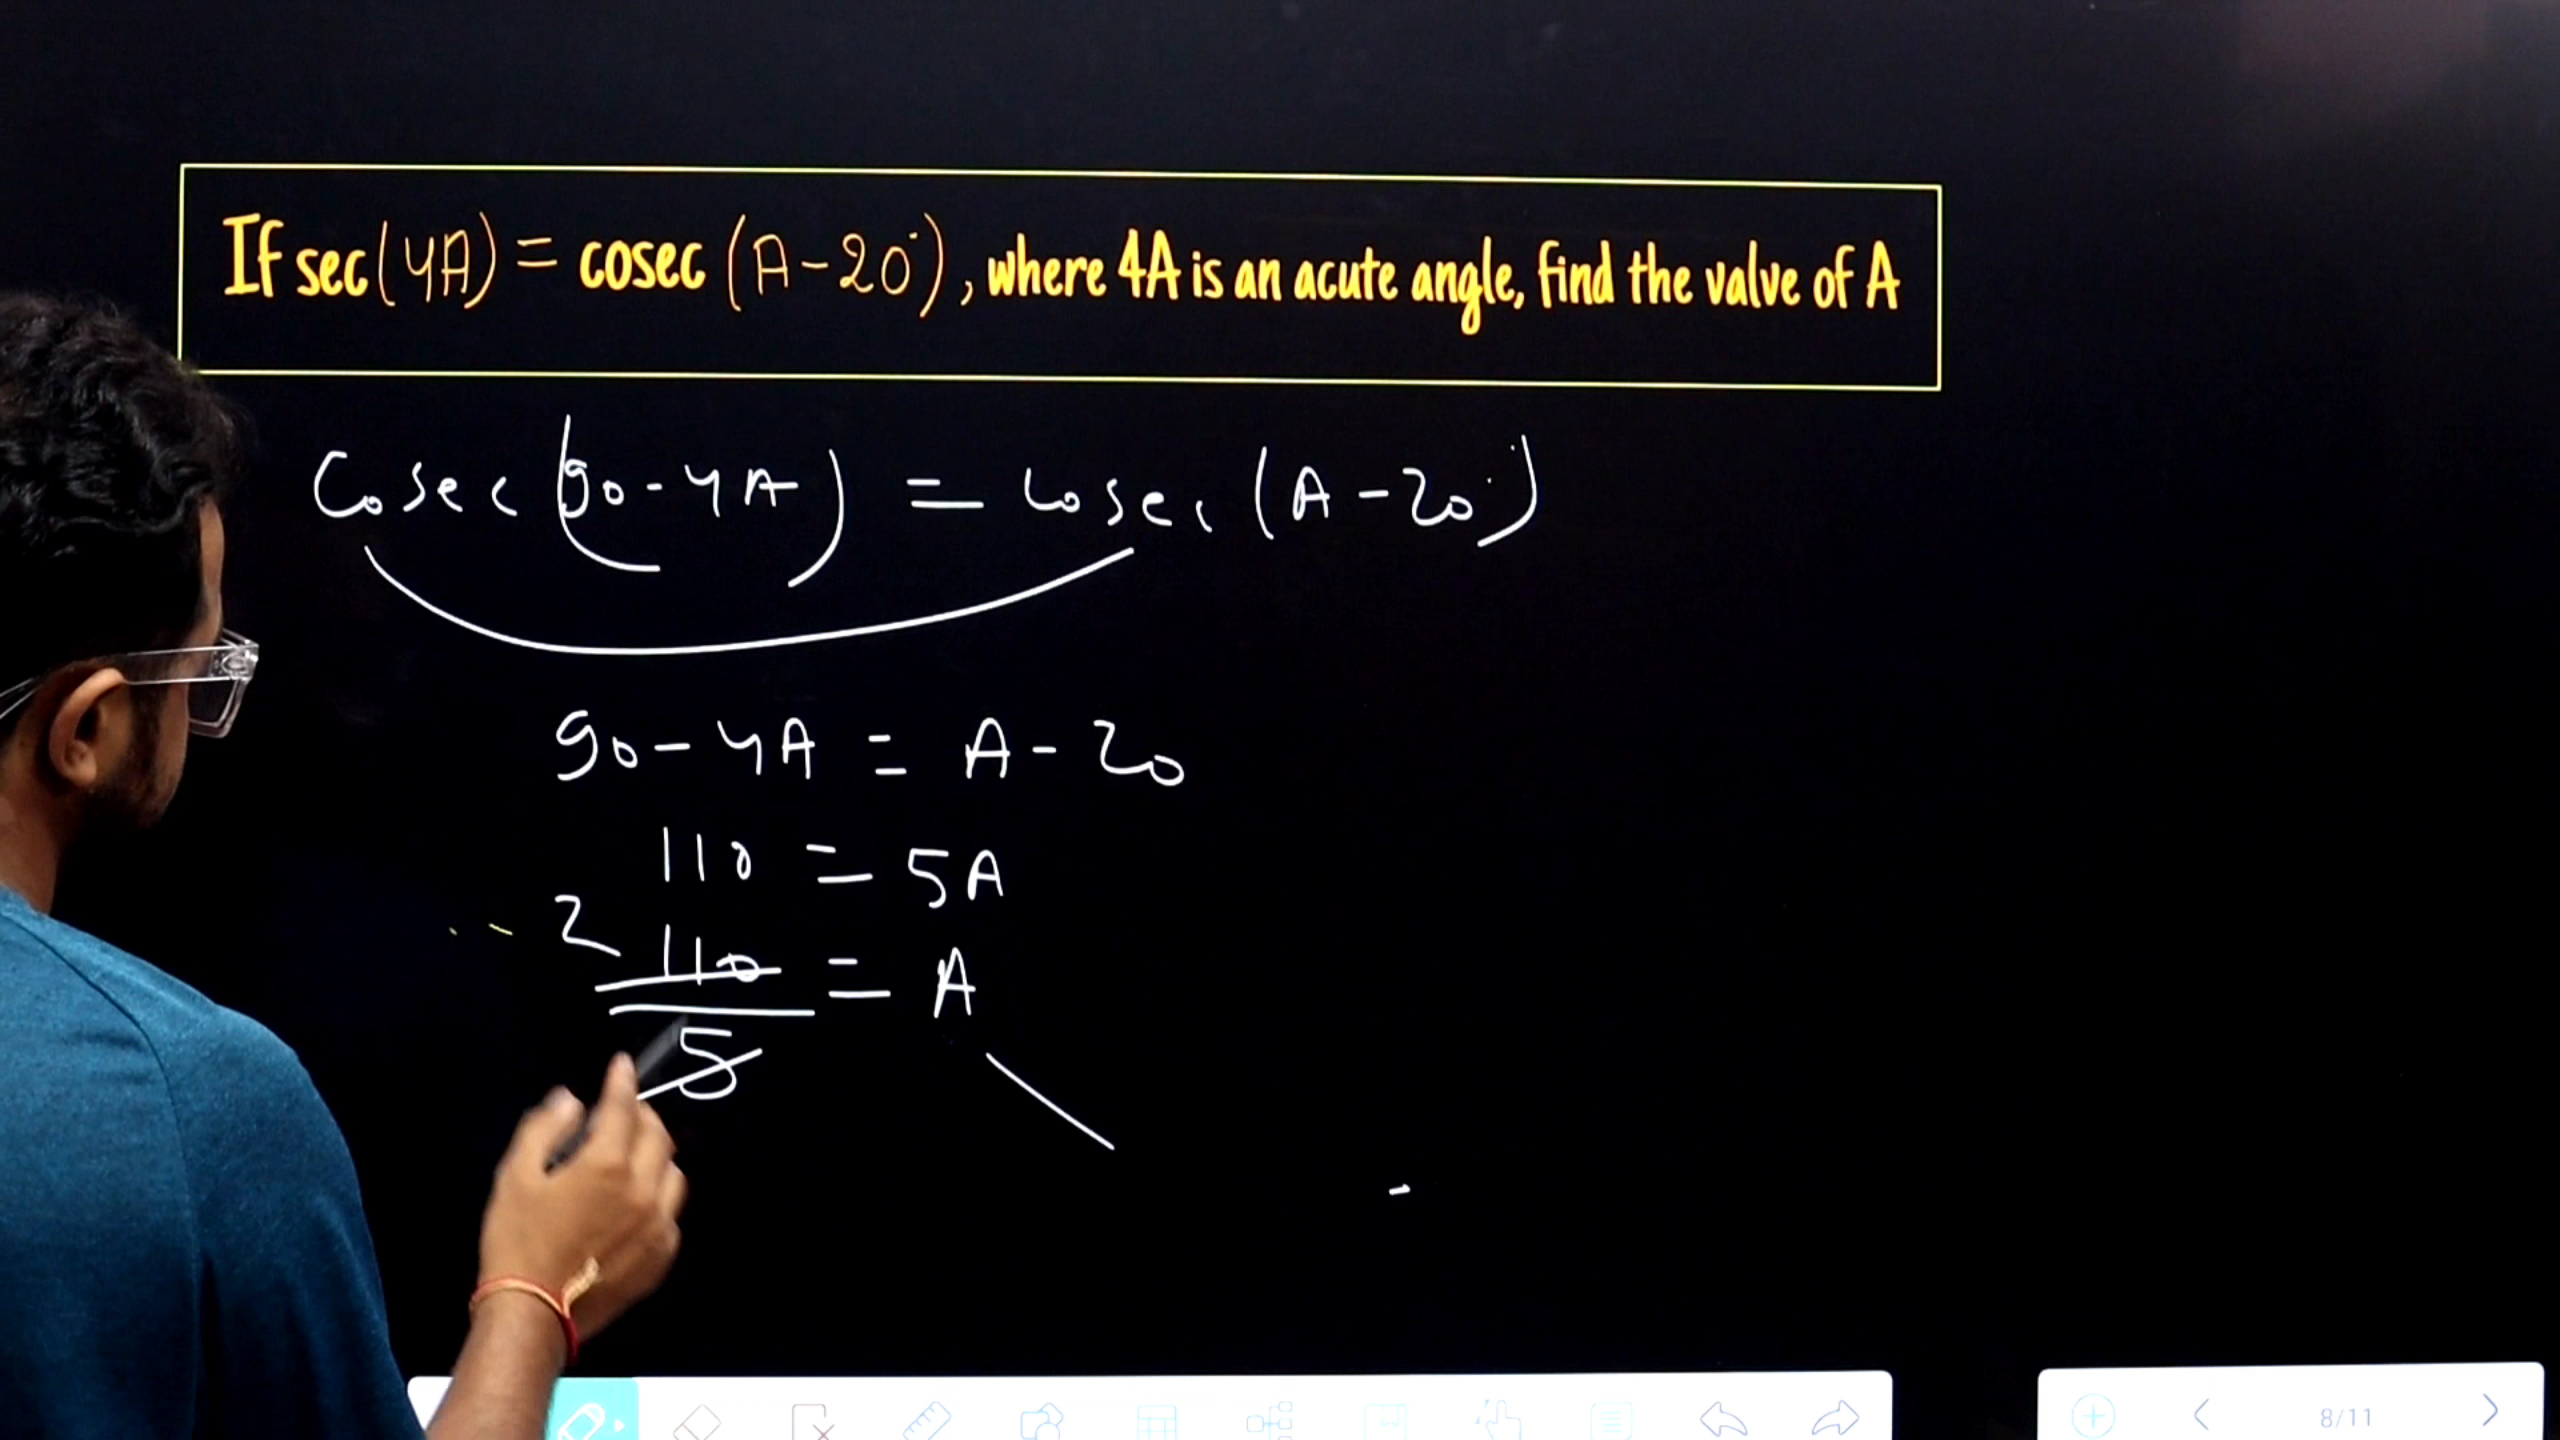 If sec(4A) = cosec (A-20°), where 4A is an acute angle, find the valve of A
Cosec(90-4A) = Cosec(A-20°)
90-4A = A-20
110 = 5A
2
110 = A
5
8/11